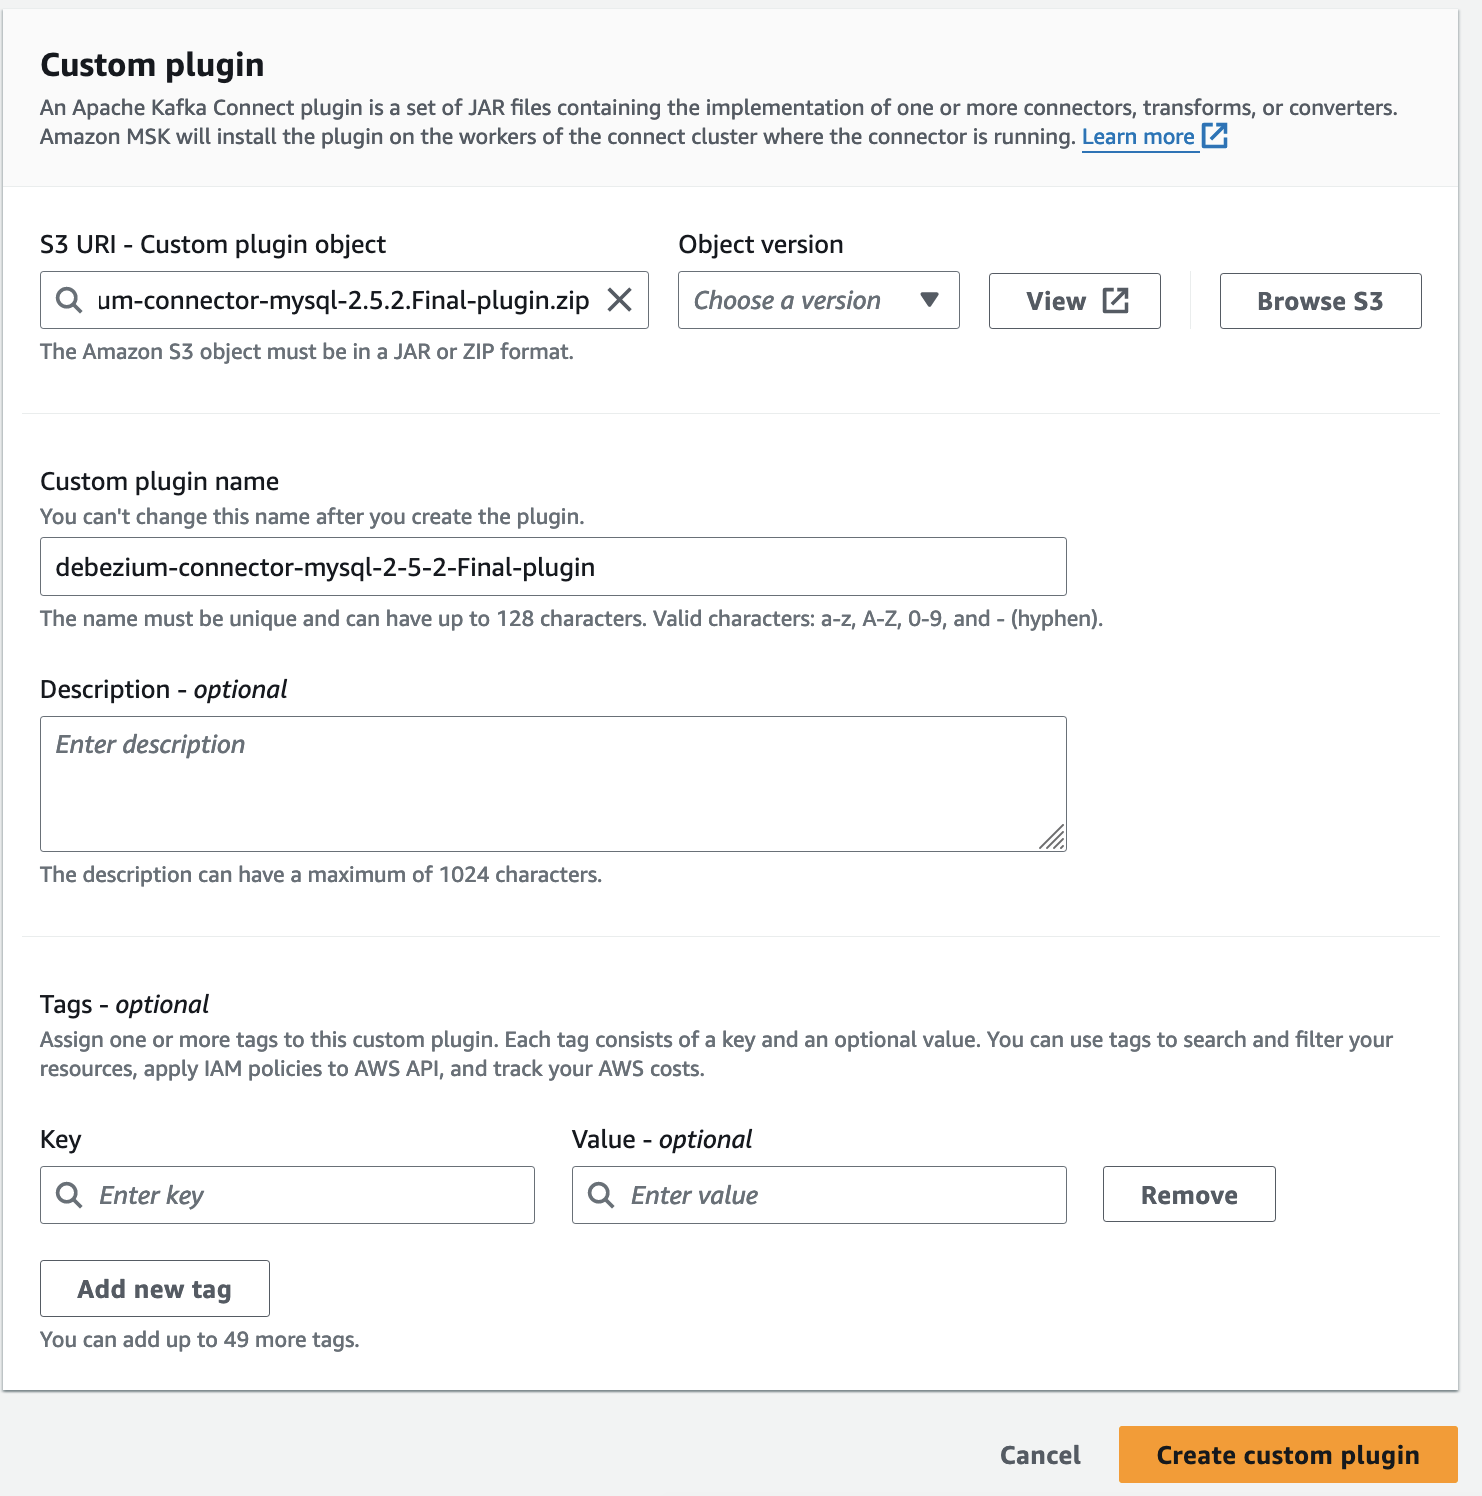 Custom plugin
An Apache Kafka Connect plugin is a set of JAR files containing the implementation of one or more connectors, transforms, or converters.
Amazon MSK will install the plugin on the workers of the connect cluster where the connector is running. Learn more
S3 URI - Custom plugin object
Object version
um-connector-mysql-2.5.2.Final-plugin.zip
Choose a version
View
Browse S3
The Amazon S3 object must be in a JAR or ZIP format.
Custom plugin name
You can't change this name after you create the plugin.
debezium-connector-mysql-2-5-2-Final-plugin
The name must be unique and can have up to 128 characters. Valid characters: a-z, A-Z, 0-9, and - (hyphen).
Description - optional
Enter description
The description can have a maximum of 1024 characters.
Tags - optional
Assign one or more tags to this custom plugin. Each tag consists of a key and an optional value. You can use tags to search and filter your
resources, apply IAM policies to AWS API, and track your AWS costs.
Key
Value - optional
Enter key
Enter value
Remove
Add new tag
You can add up to 49 more tags.
Cancel
Create custom plugin